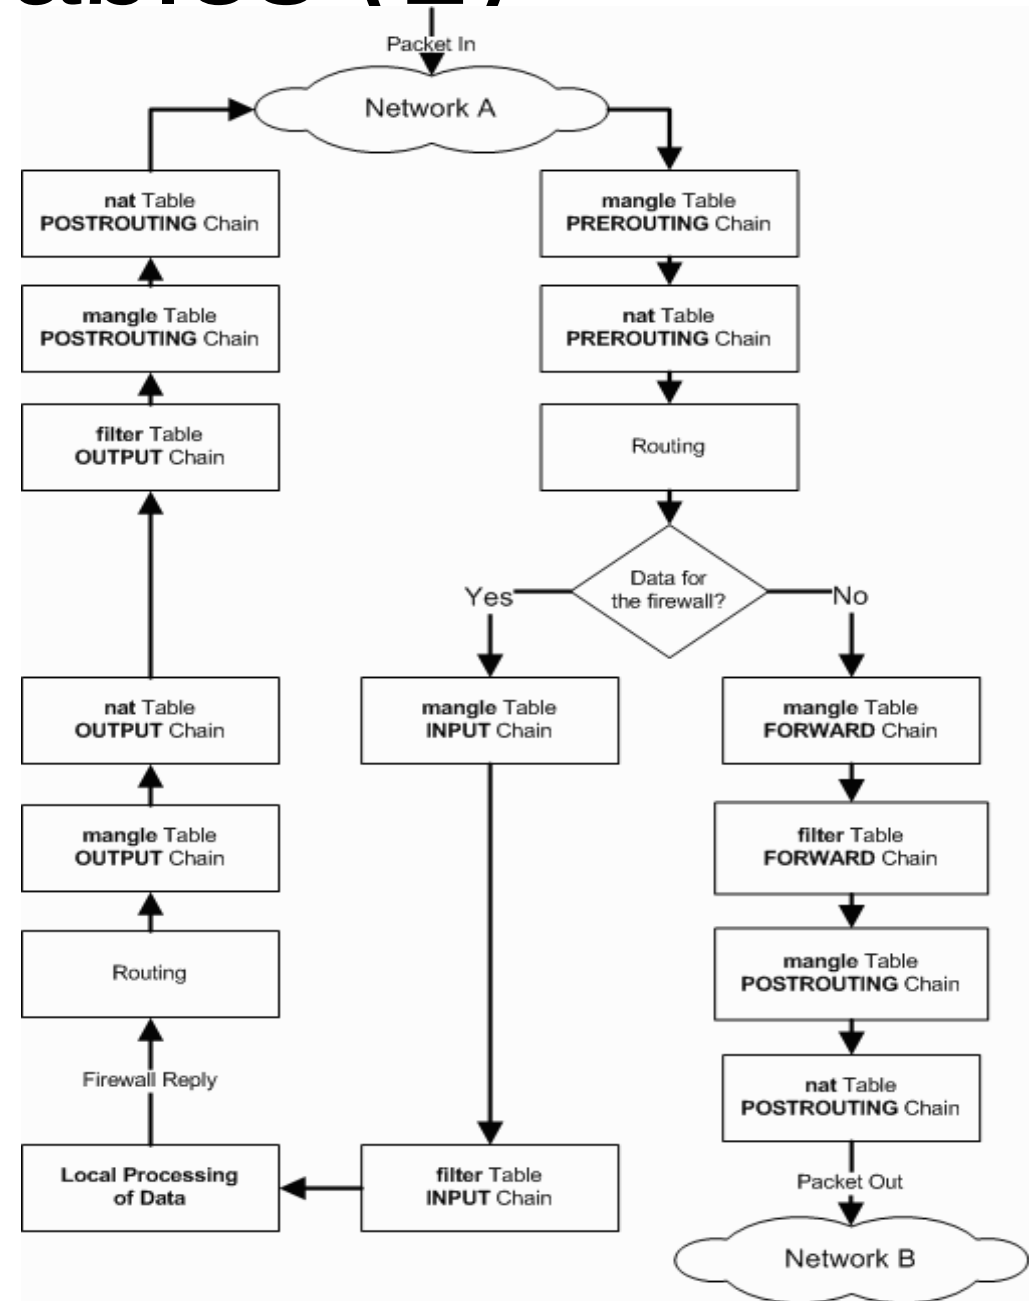 Packet In
Network A
nat Table
POSTROUTING Chain
mangle Table
PREROUTING Chain
mangle Table
POSTROUTING Chain
nat Table
PREROUTING Chain
filter Table
OUTPUT Chain
Routing
Data for
the firewall?
Yes
No
nat Table
OUTPUT Chain
mangle Table
INPUT Chain
mangle Table
FORWARD Chain
mangle Table
OUTPUT Chain
filter Table
FORWARD Chain
Routing
mangle Table
POSTROUTING Chain
Firewall Reply
nat Table
POSTROUTING Chain
Local Processing
of Data
filter Table
INPUT Chain
Packet Out
Network B